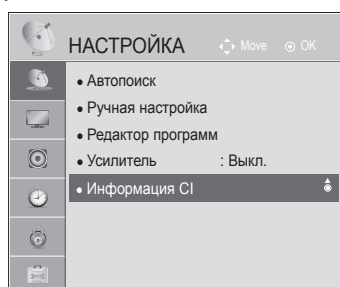 НАСТРОЙКА Move OK
• Автопоиск
• Ручная настройка
• Редактор программ
• Усилитель : Выкл.
• Информация CI